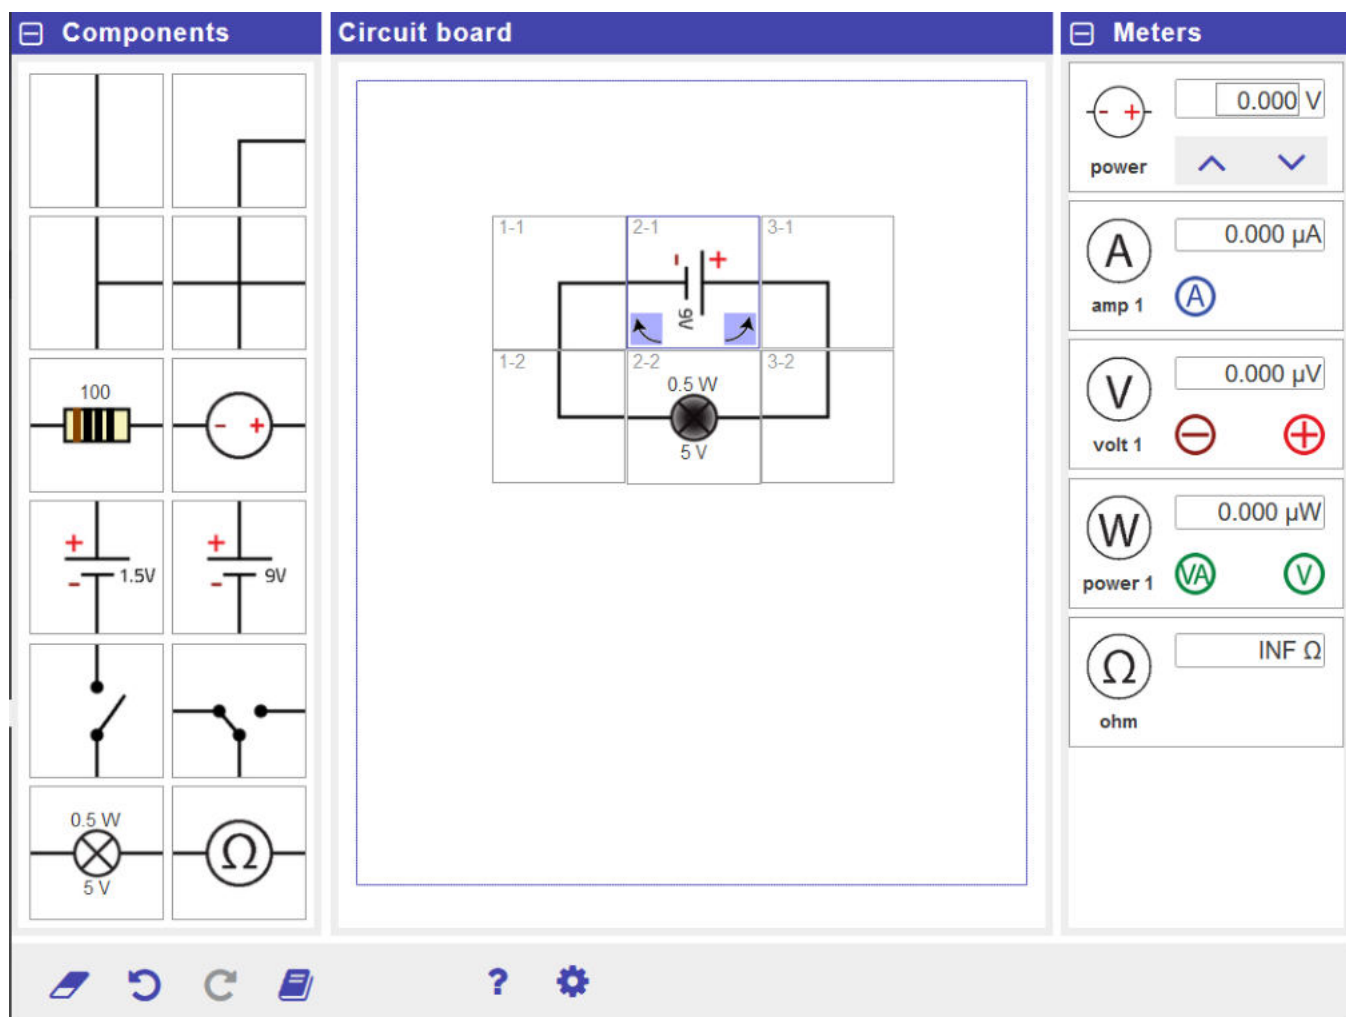 Components
100
- +
+
-
1.5V
+
-
9V
0.5 W
5 V
Ω
Circuit board
1-1
2-1
3-1
- +
9V
1-2
2-2
3-2
0.5 W
5 V
Meters
- +
0.000 V
power
A
0.000 µA
A
amp 1
V
0.000 µV
volt 1
W
0.000 µW
VA
V
power 1
Ω
INF Ω
ohm
?